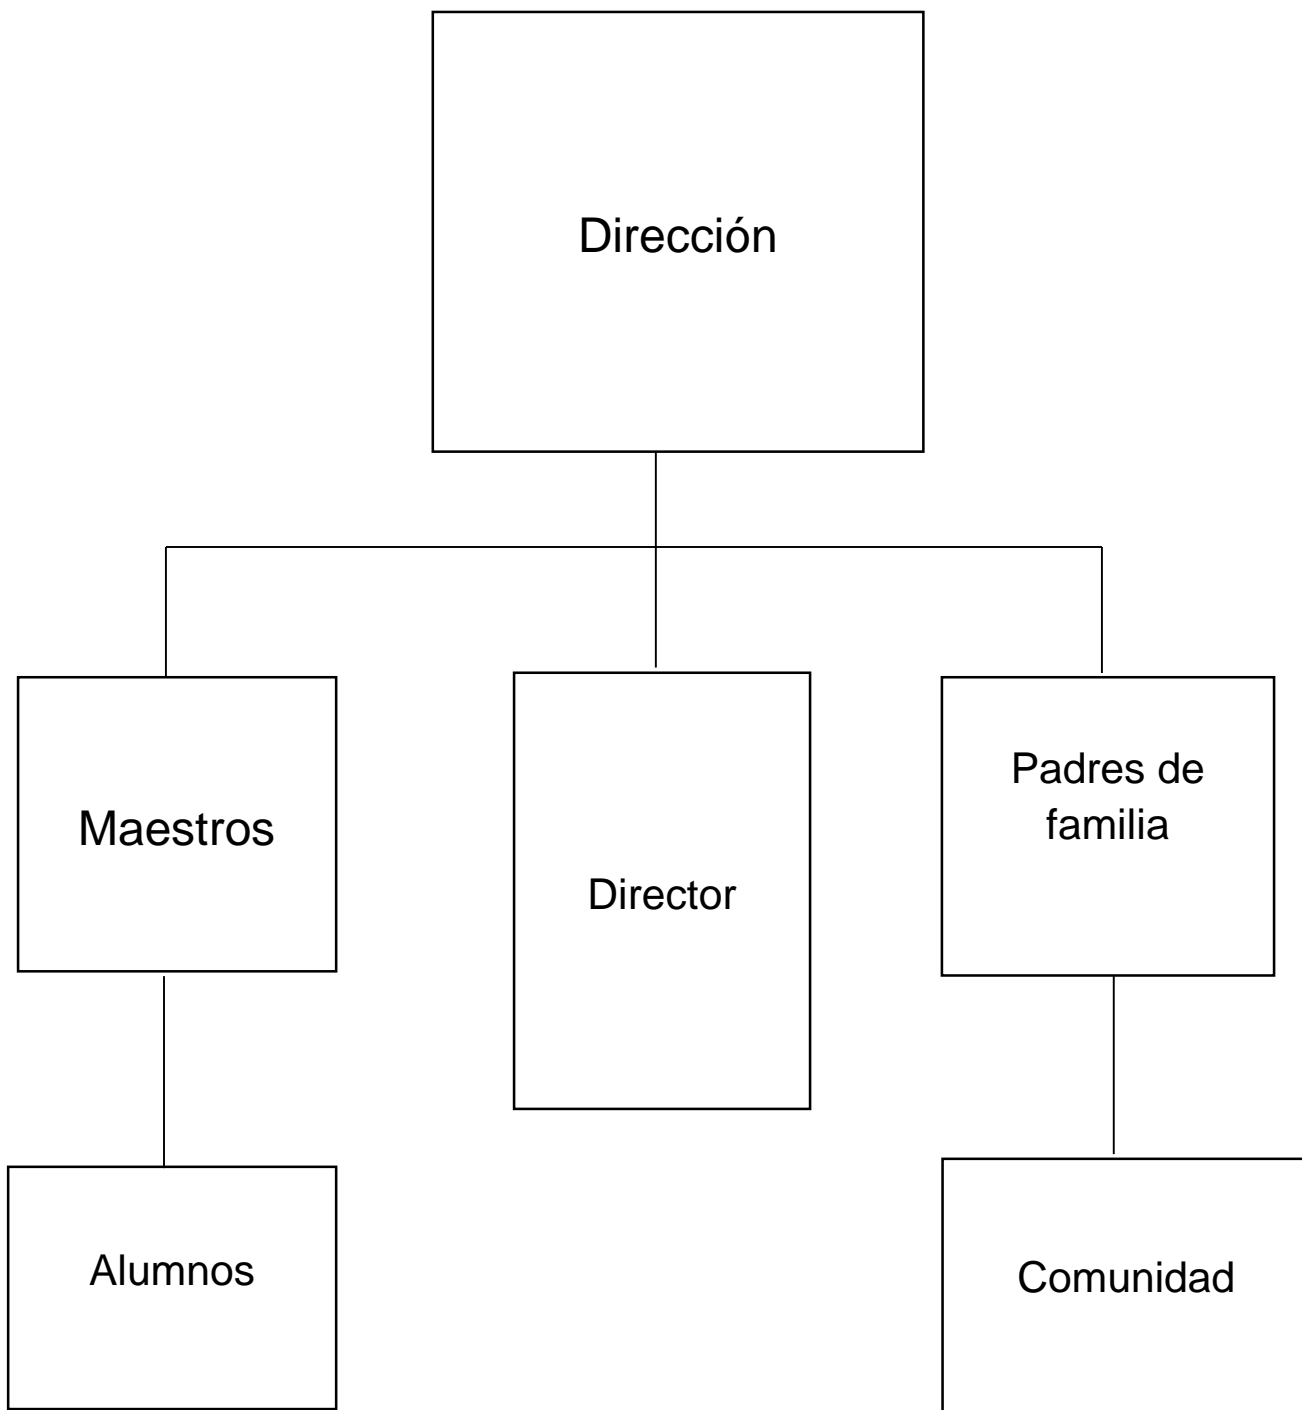 Dirección
Maestros
Director
Padres de
familia
Alumnos
Comunidad